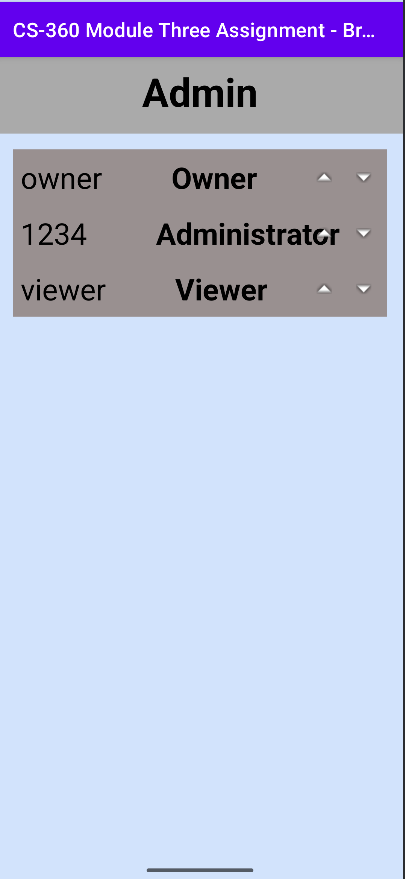 CS-360 Module Three Assignment - Br...
Admin
owner Owner
1234 Administrator
viewer Viewer